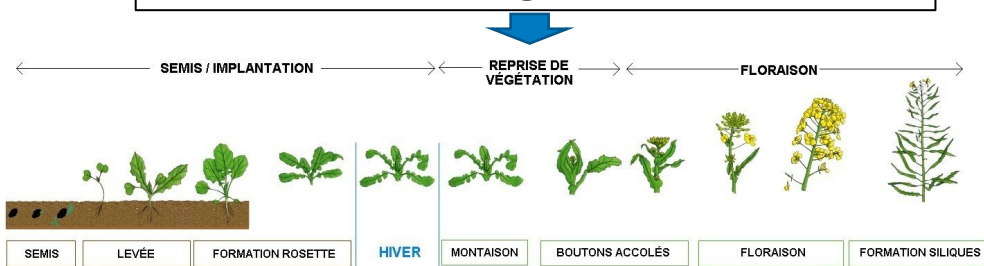 SEMIS / IMPLANTATION
REPRISE DE
VÉGÉTATION
FLORAISON
SEMIS
LEVÉE
FORMATION ROSETTE
HIVER
MONTAISON
BOUTONS ACCOLÉS
FLORAISON
FORMATION SILIQUES